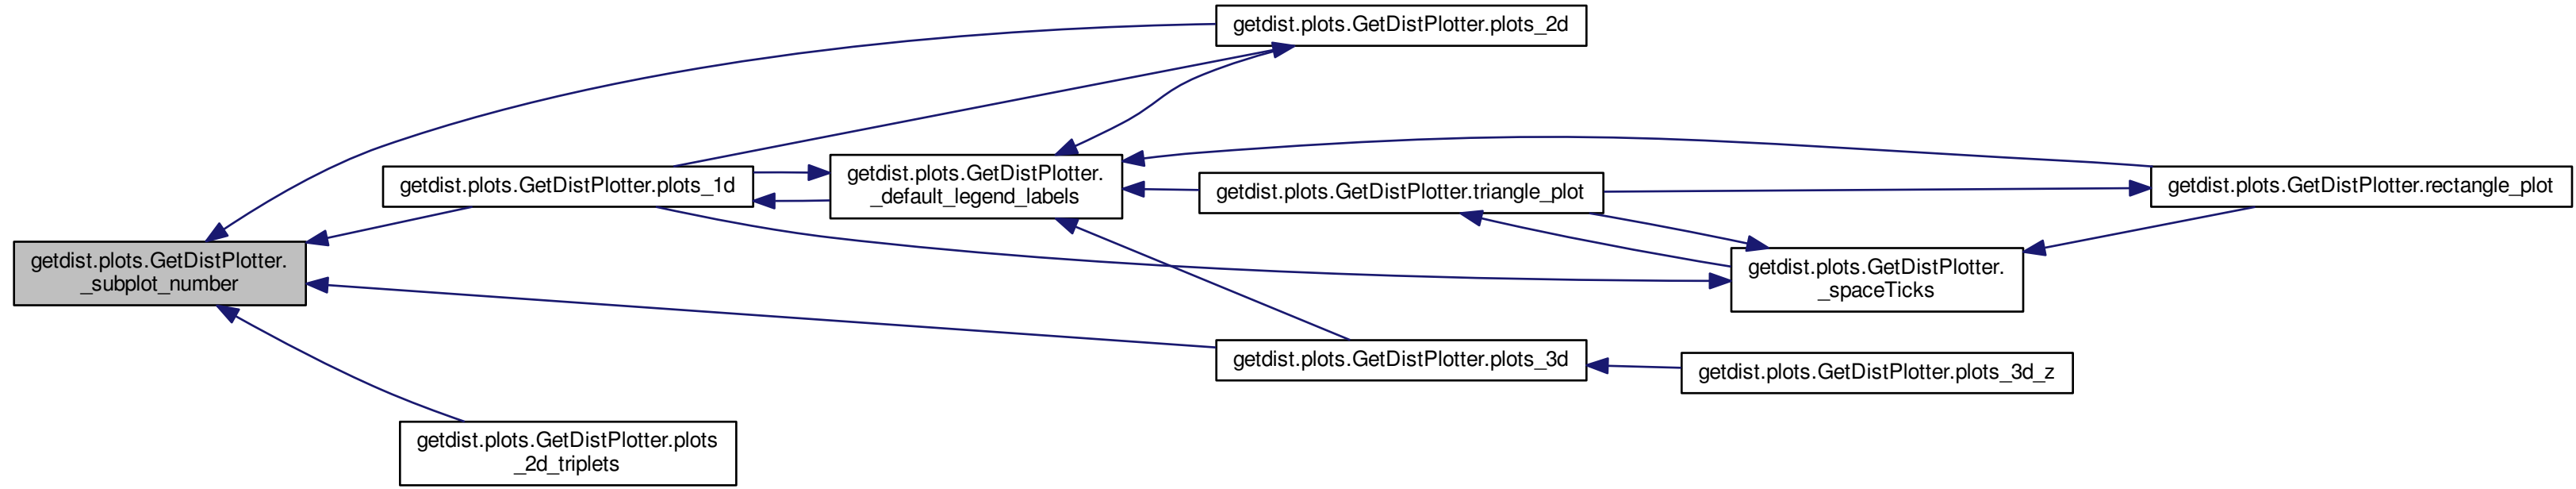 getdist.plots.GetDistPlotter.plots_2d
getdist.plots.GetDistPlotter.plots_1d
getdist.plots.GetDistPlotter.
_default_legend_labels
getdist.plots.GetDistPlotter.triangle_plot
getdist.plots.GetDistPlotter.rectangle_plot
getdist.plots.GetDistPlotter.
_subplot_number
getdist.plots.GetDistPlotter.
_spaceTicks
getdist.plots.GetDistPlotter.plots_3d
getdist.plots.GetDistPlotter.plots_3d_z
getdist.plots.GetDistPlotter.plots
_2d_triplets